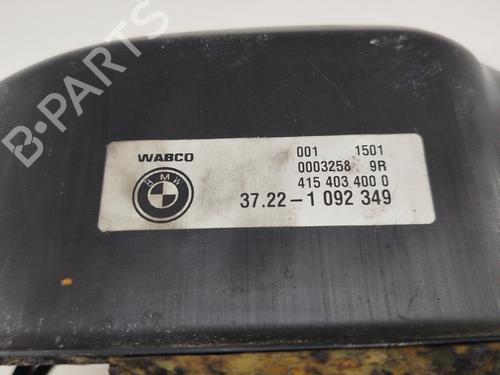 WABCO
001 1501
0003258 9R
415 403 400 0
BMW
37.22-1 092 349
B-PARTS